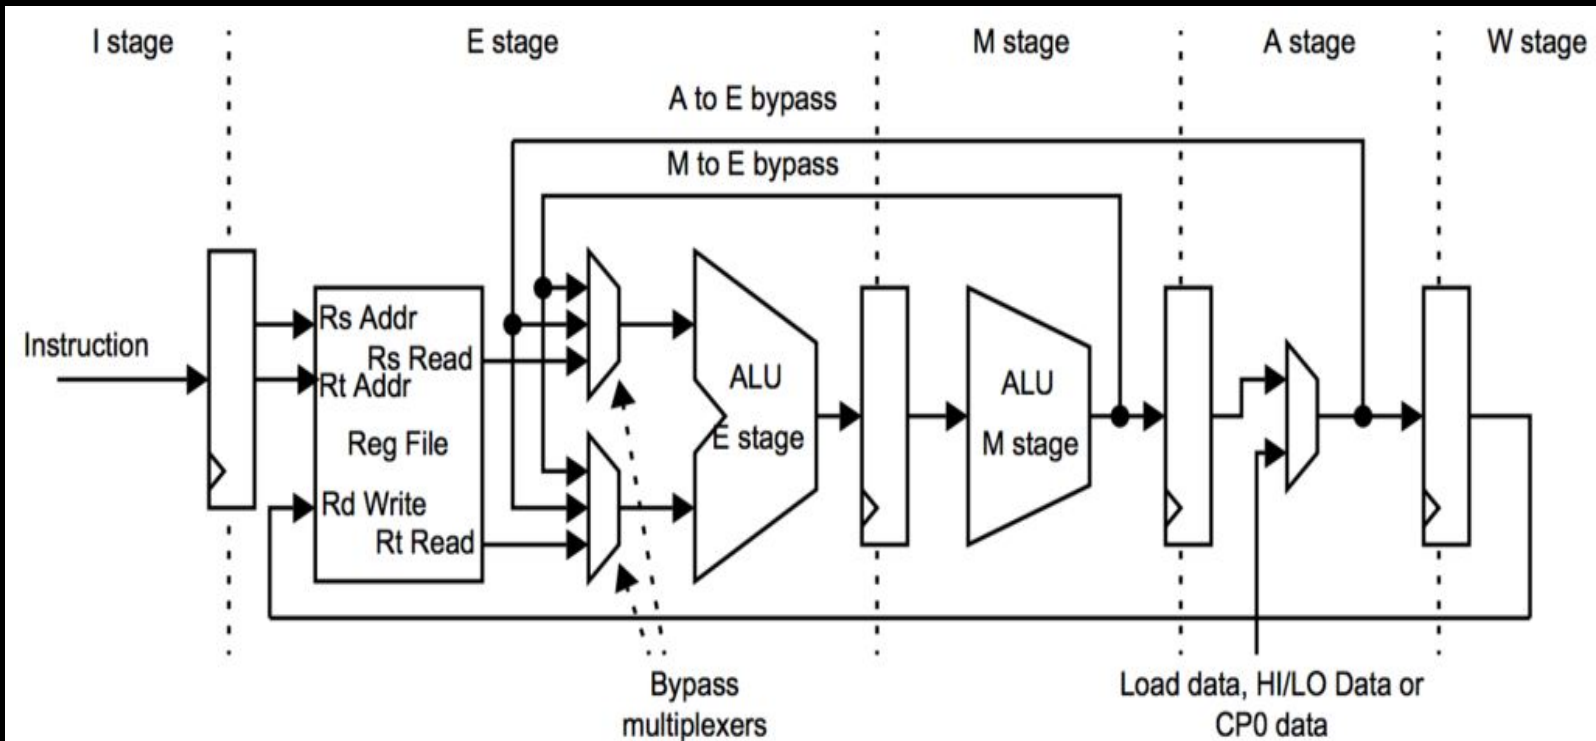 I stage
E stage
M stage
A stage
W stage
A to E bypass
M to E bypass
Instruction
Rs Addr
Rs Read
Rt Addr
Reg File
Rd Write
Rt Read
ALU
E stage
ALU
M stage
Bypass
multiplexers
Load data, HI/LO Data or
CP0 data